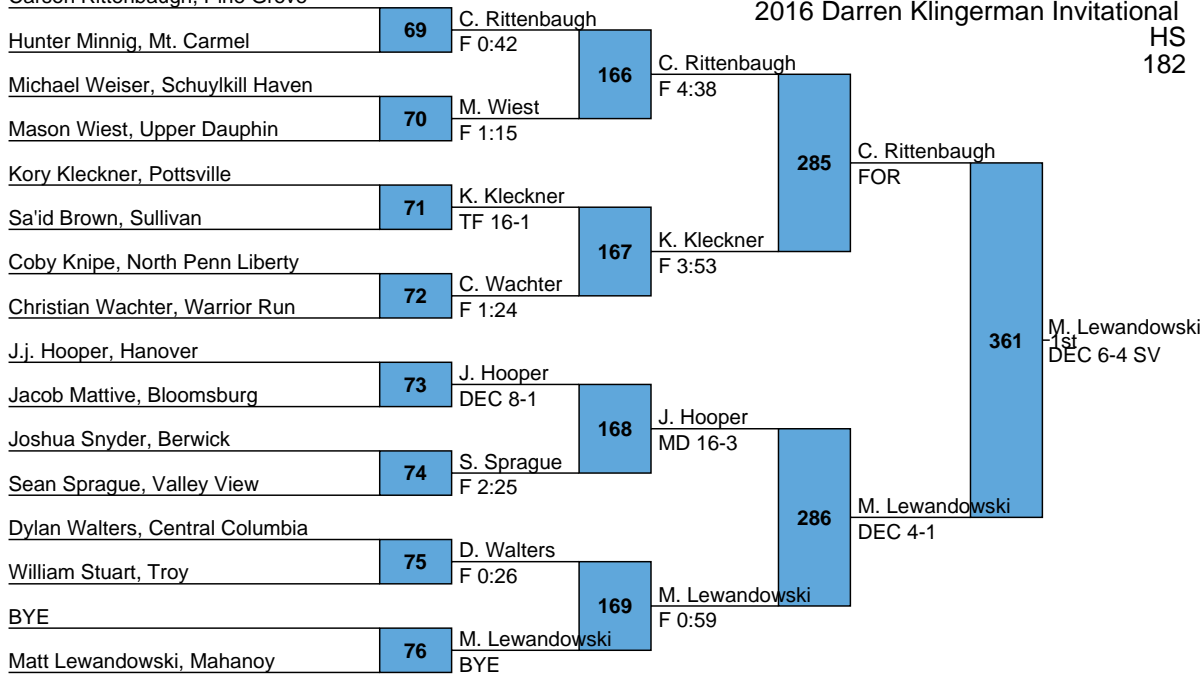 Carson Rittenbaugh, Pine Grove
Hunter Minnig, Mt. Carmel
Michael Weiser, Schuylkill Haven
Mason Wiest, Upper Dauphin
Kory Kleckner, Pottsville
Sa'id Brown, Sullivan
Coby Knipe, North Penn Liberty
Christian Wachter, Warrior Run
J.j. Hooper, Hanover
Jacob Mattive, Bloomsburg
Joshua Snyder, Berwick
Sean Sprague, Valley View
Dylan Walters, Central Columbia
William Stuart, Troy
BYE
Matt Lewandowski, Mahanoy
69
70
71
72
73
74
75
76
C. Rittenbaugh
F 0:42
M. Wiest
F 1:15
K. Kleckner
TF 16-1
C. Wachter
F 1:24
J. Hooper
DEC 8-1
S. Sprague
F 2:25
D. Walters
F 0:26
M. Lewandowski
BYE
166
167
168
169
C. Rittenbaugh
F 4:38
K. Kleckner
F 3:53
J. Hooper
MD 16-3
M. Lewandowski
F 0:59
285
286
C. Rittenbaugh
FOR
M. Lewandowski
DEC 4-1
361
M. Lewandowski
1st
DEC 6-4 SV
2016 Darren Klingerman Invitational
HS
182